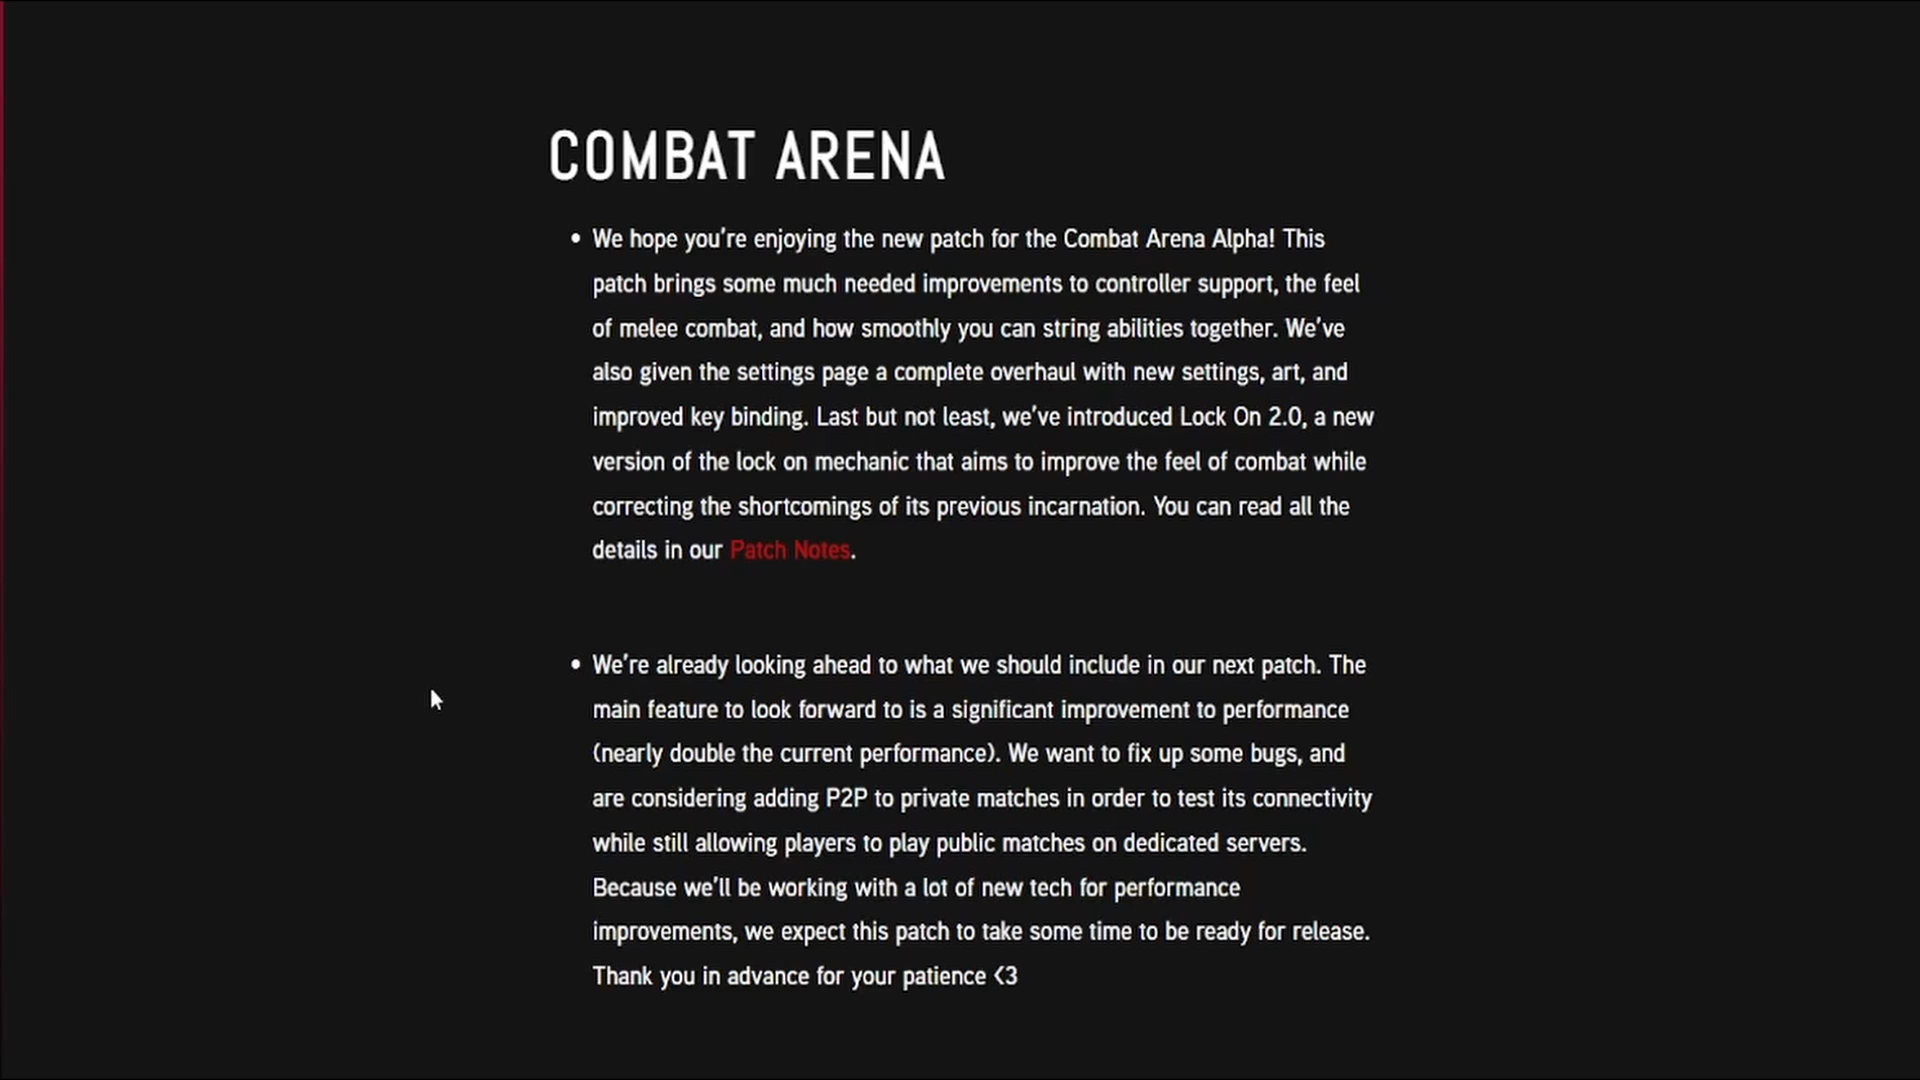 COMBAT ARENA
• We hope you're enjoying the new patch for the Combat Arena Alpha! This
patch brings some much needed improvements to controller support, the feel
of melee combat, and how smoothly you can string abilities together. We've
also given the settings page a complete overhaul with new settings, art, and
improved key binding. Last but not least, we've introduced Lock On 2.0, a new
version of the lock on mechanic that aims to improve the feel of combat while
correcting the shortcomings of its previous incarnation. You can read all the
details in our Patch Notes.
• We're already looking ahead to what we should include in our next patch. The
main feature to look forward to is a significant improvement to performance
(nearly double the current performance). We want to fix up some bugs, and
are considering adding P2P to private matches in order to test its connectivity
while still allowing players to play public matches on dedicated servers.
Because we'll be working with a lot of new tech for performance
improvements, we expect this patch to take some time to be ready for release.
Thank you in advance for your patience <3